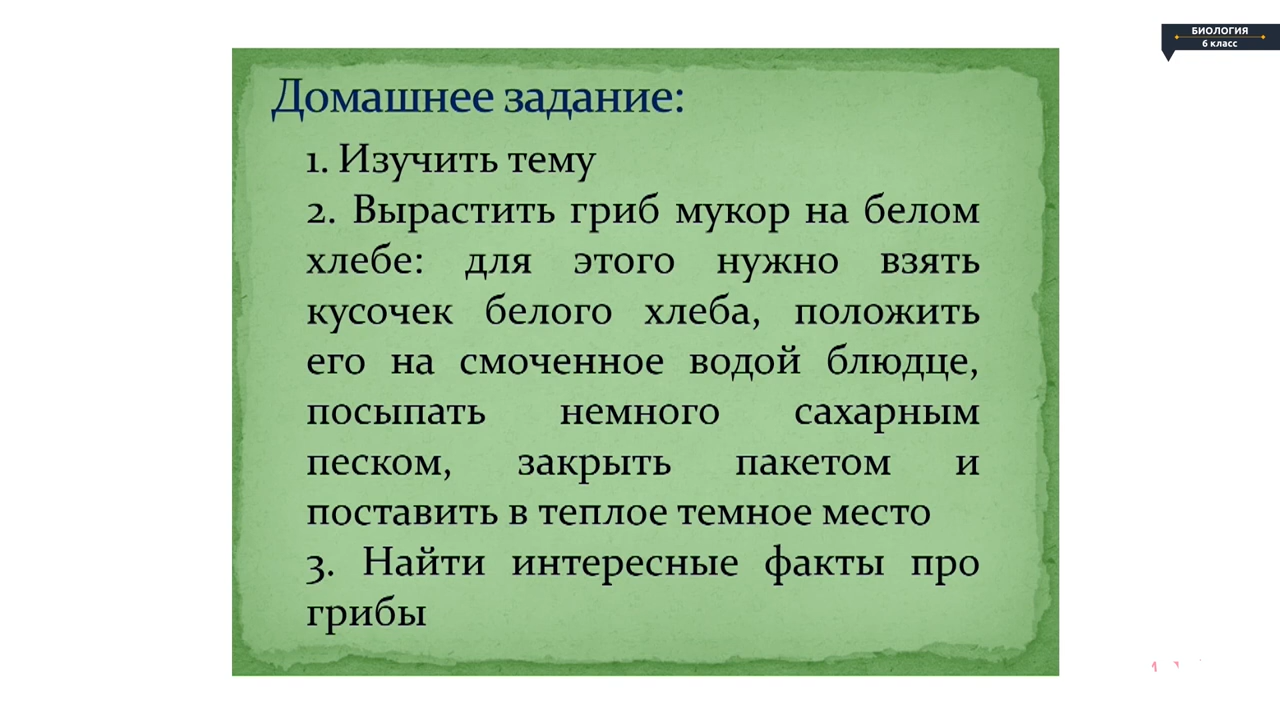 БИОЛОГИЯ
6 класс
Домашнее задание:
1. Изучить тему
2. Вырастить гриб мукор на белом
хлебе: для этого нужно взять
кусочек белого хлеба, положить
его на смоченное водой блюдце,
посыпать немного сахарным
песком, закрыть пакетом и
поставить в теплое темное место
3. Найти интересные факты про
грибы